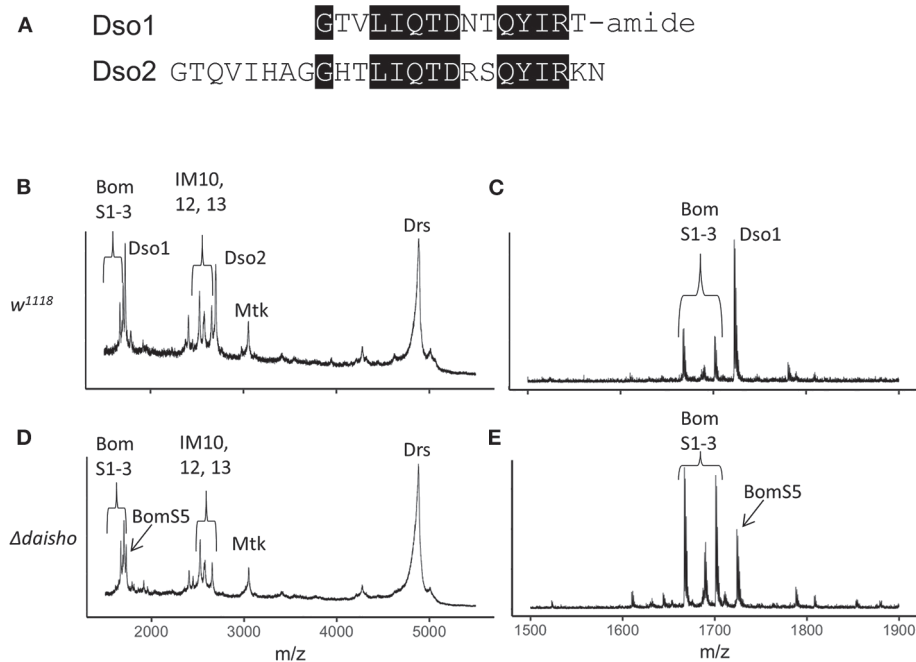 A
Dso1 GTVLIQTDNTQYIRT-amide
Dso2 GTQVIHAGGHTLIQTDRSQYIRKN
B
Bom
S1-3
IM10,
12, 13
Dso1
Dso2
Mtk
Drs
w1118
C
Bom
S1-3
Dso1
D
Bom
S1-3
IM10,
12, 13
BomS5
Mtk
Drs
Δdaisho
2000 3000 4000 5000
m/z
E
Bom
S1-3
BomS5
1500 1600 1700 1800 1900
m/z